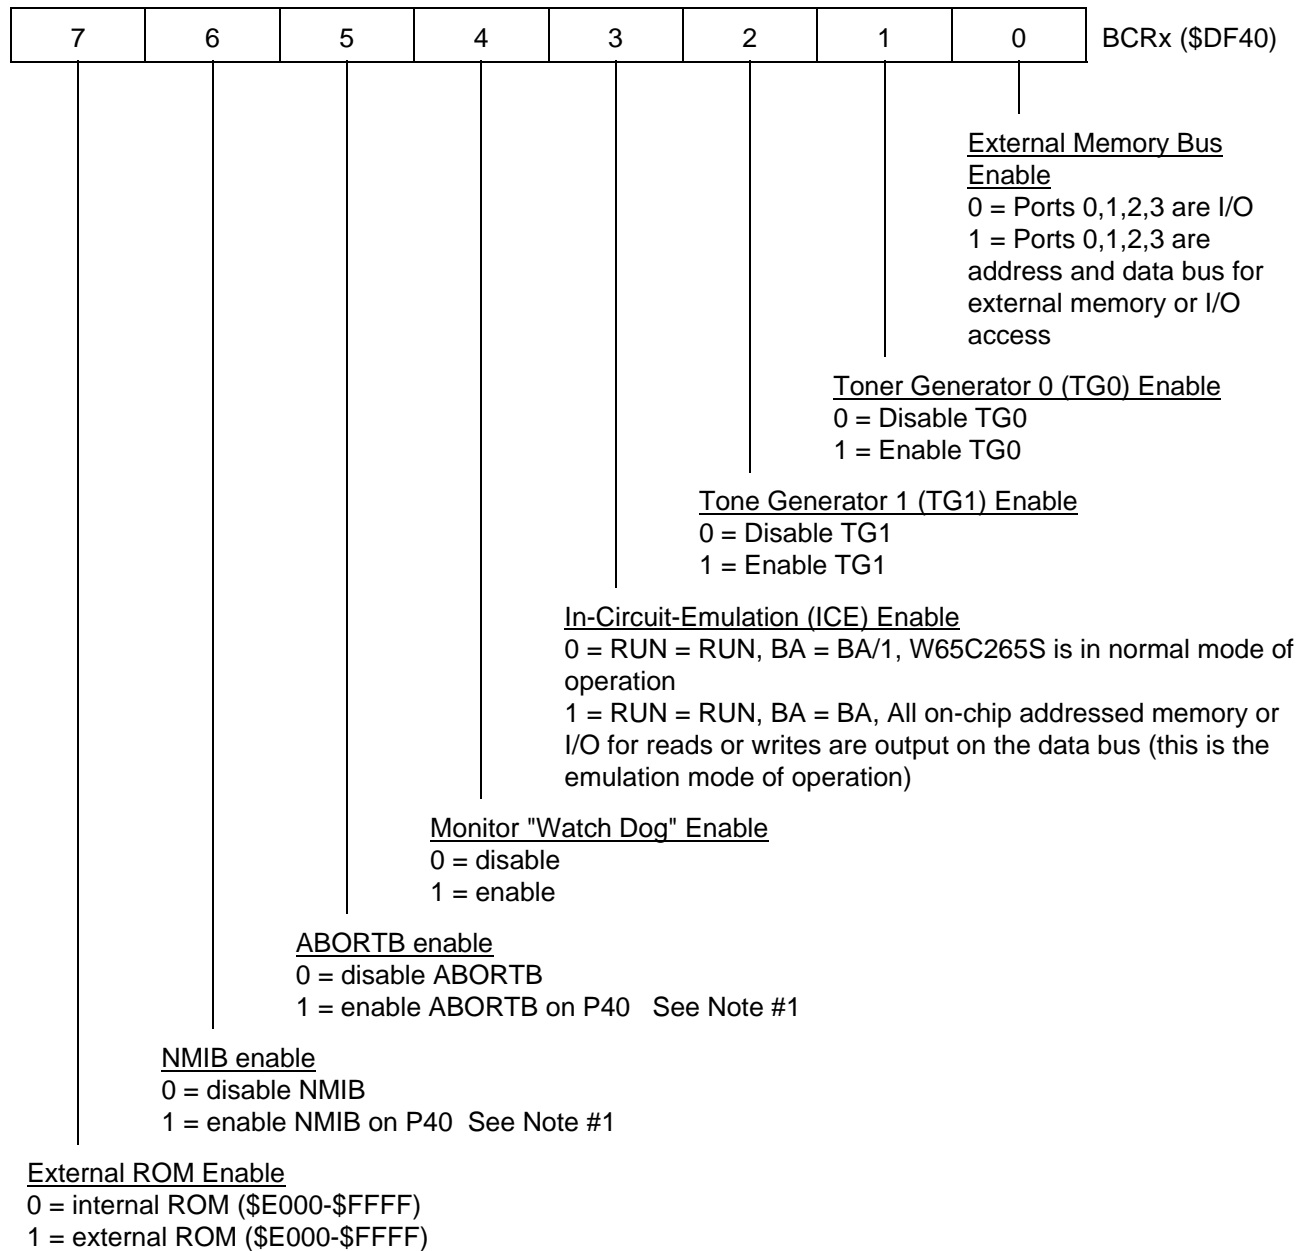 7 6 5 4 3 2 1 0 BCRx ($DF40)
External Memory Bus
Enable
0 = Ports 0,1,2,3 are I/O
1 = Ports 0,1,2,3 are
address and data bus for
external memory or I/O
access
Toner Generator 0 (TG0) Enable
0 = Disable TG0
1 = Enable TG0
Tone Generator 1 (TG1) Enable
0 = Disable TG1
1 = Enable TG1
In-Circuit-Emulation (ICE) Enable
0 = RUN = RUN, BA = BA/1, W65C265S is in normal mode of
operation
1 = RUN = RUN, BA = BA, All on-chip addressed memory or
I/O for reads or writes are output on the data bus (this is the
emulation mode of operation)
Monitor "Watch Dog" Enable
0 = disable
1 = enable
ABORTB enable
0 = disable ABORTB
1 = enable ABORTB on P40 See Note #1
NMIB enable
0 = disable NMIB
1 = enable NMIB on P40 See Note #1
External ROM Enable
0 = internal ROM ($E000-$FFFF)
1 = external ROM ($E000-$FFFF)